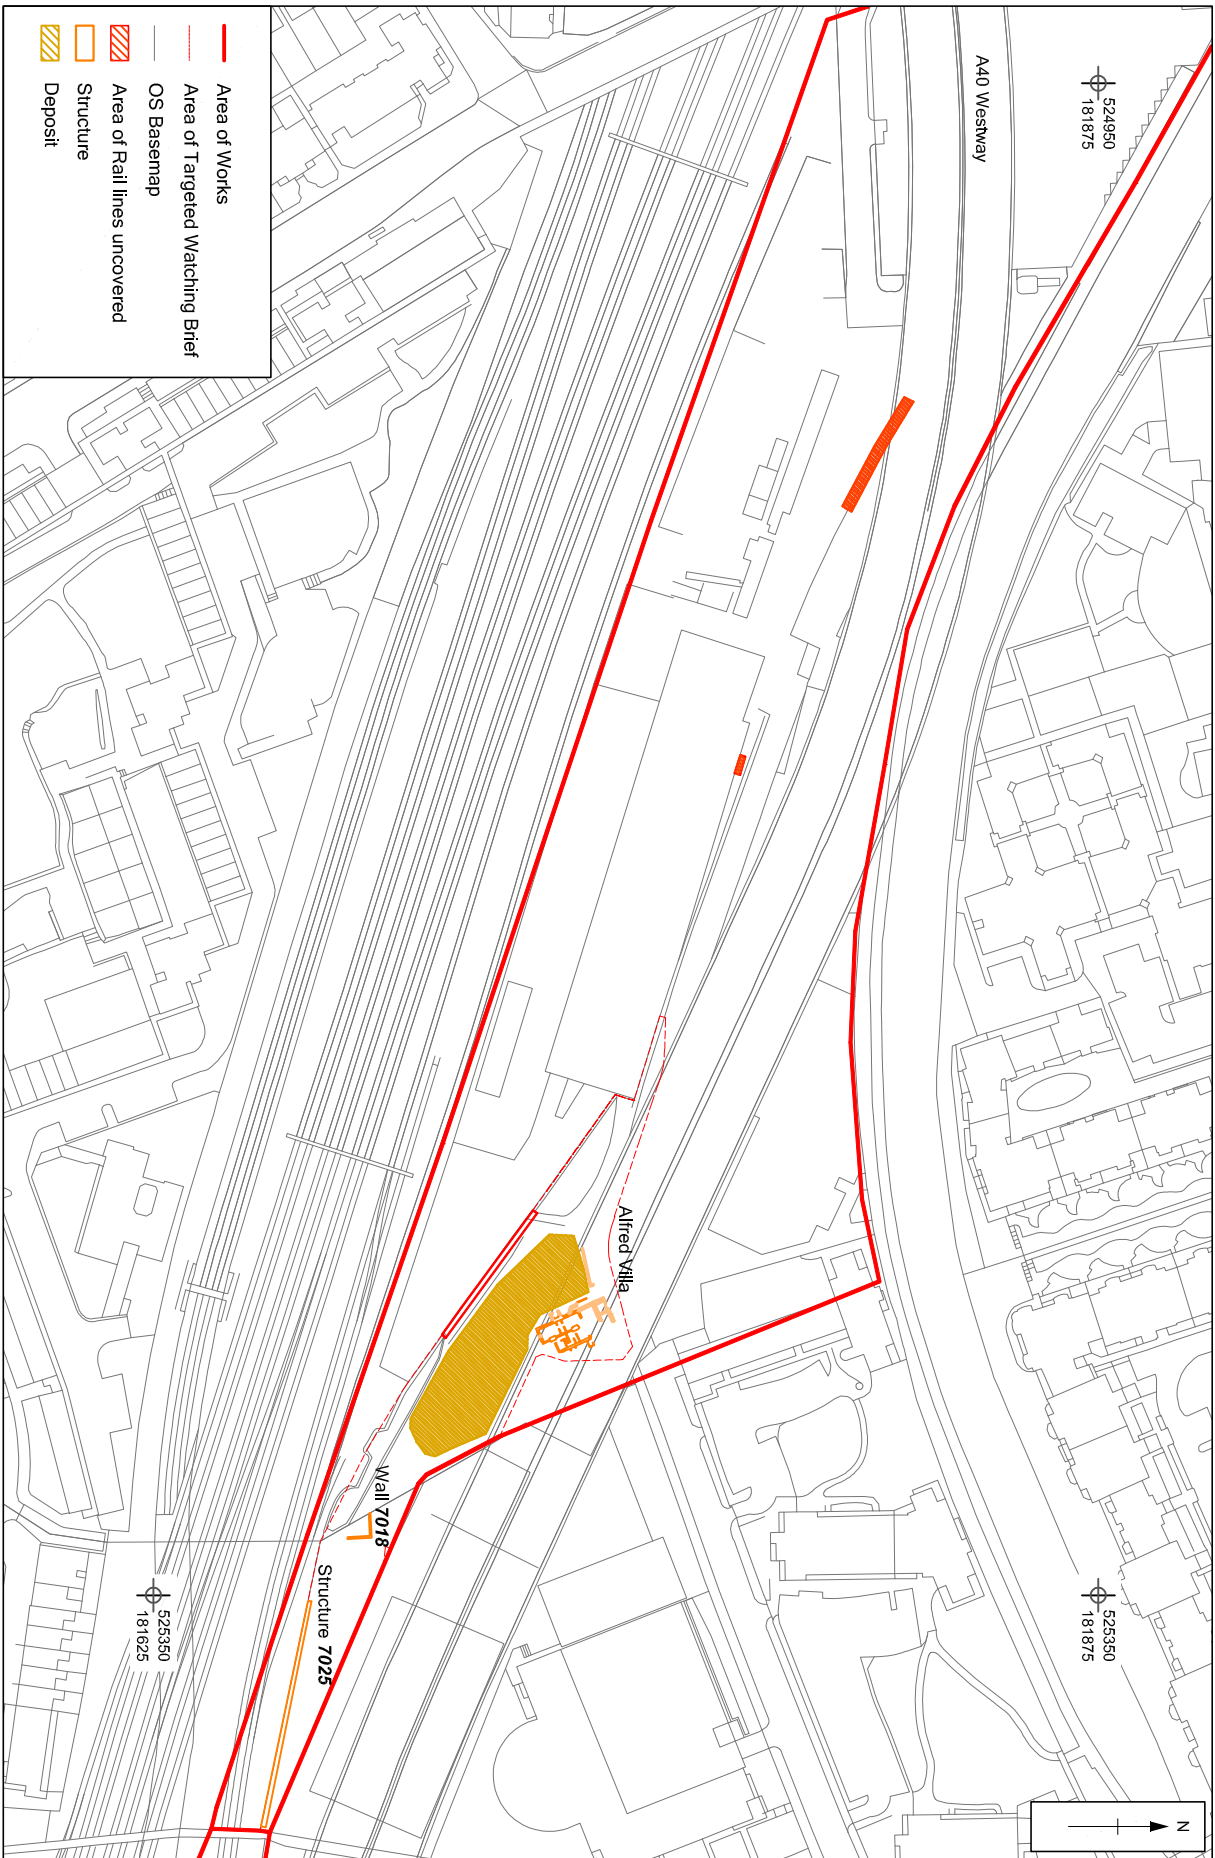 N
524950
181875
525350
181875
A40 Westway
Alfred Villa
Wall 7018
Structure 7025
525350
181625
Area of Works
Area of Targeted Watching Brief
OS Basemap
Area of Rail lines uncovered
Structure
Deposit